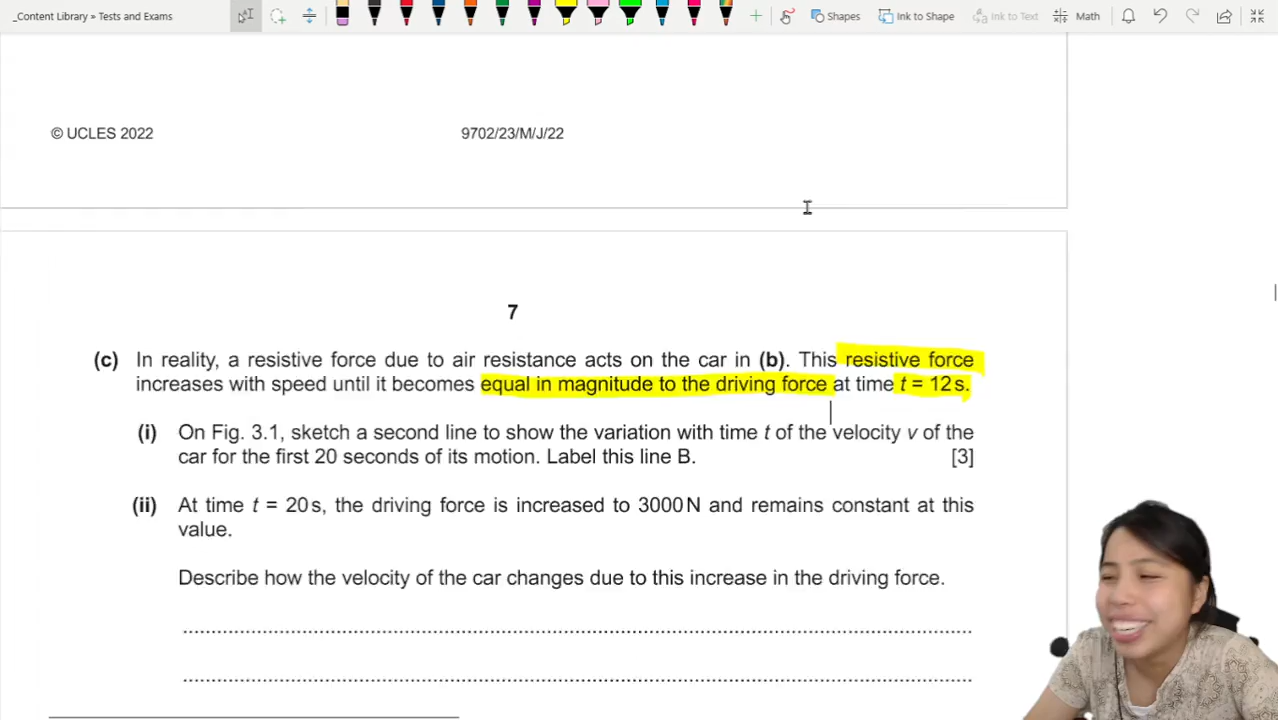 _Content Library » Tests and Exams
Shapes
Ink to Shape
Ink to Text
Math
© UCLES 2022
9702/23/M/J/22
7
(c) In reality, a resistive force due to air resistance acts on the car in (b). This resistive force
increases with speed until it becomes equal in magnitude to the driving force at time t = 12 s.
(i) On Fig. 3.1, sketch a second line to show the variation with time t of the velocity v of the
car for the first 20 seconds of its motion. Label this line B. [3]
(ii) At time t = 20 s, the driving force is increased to 3000 N and remains constant at this
value.
Describe how the velocity of the car changes due to this increase in the driving force.